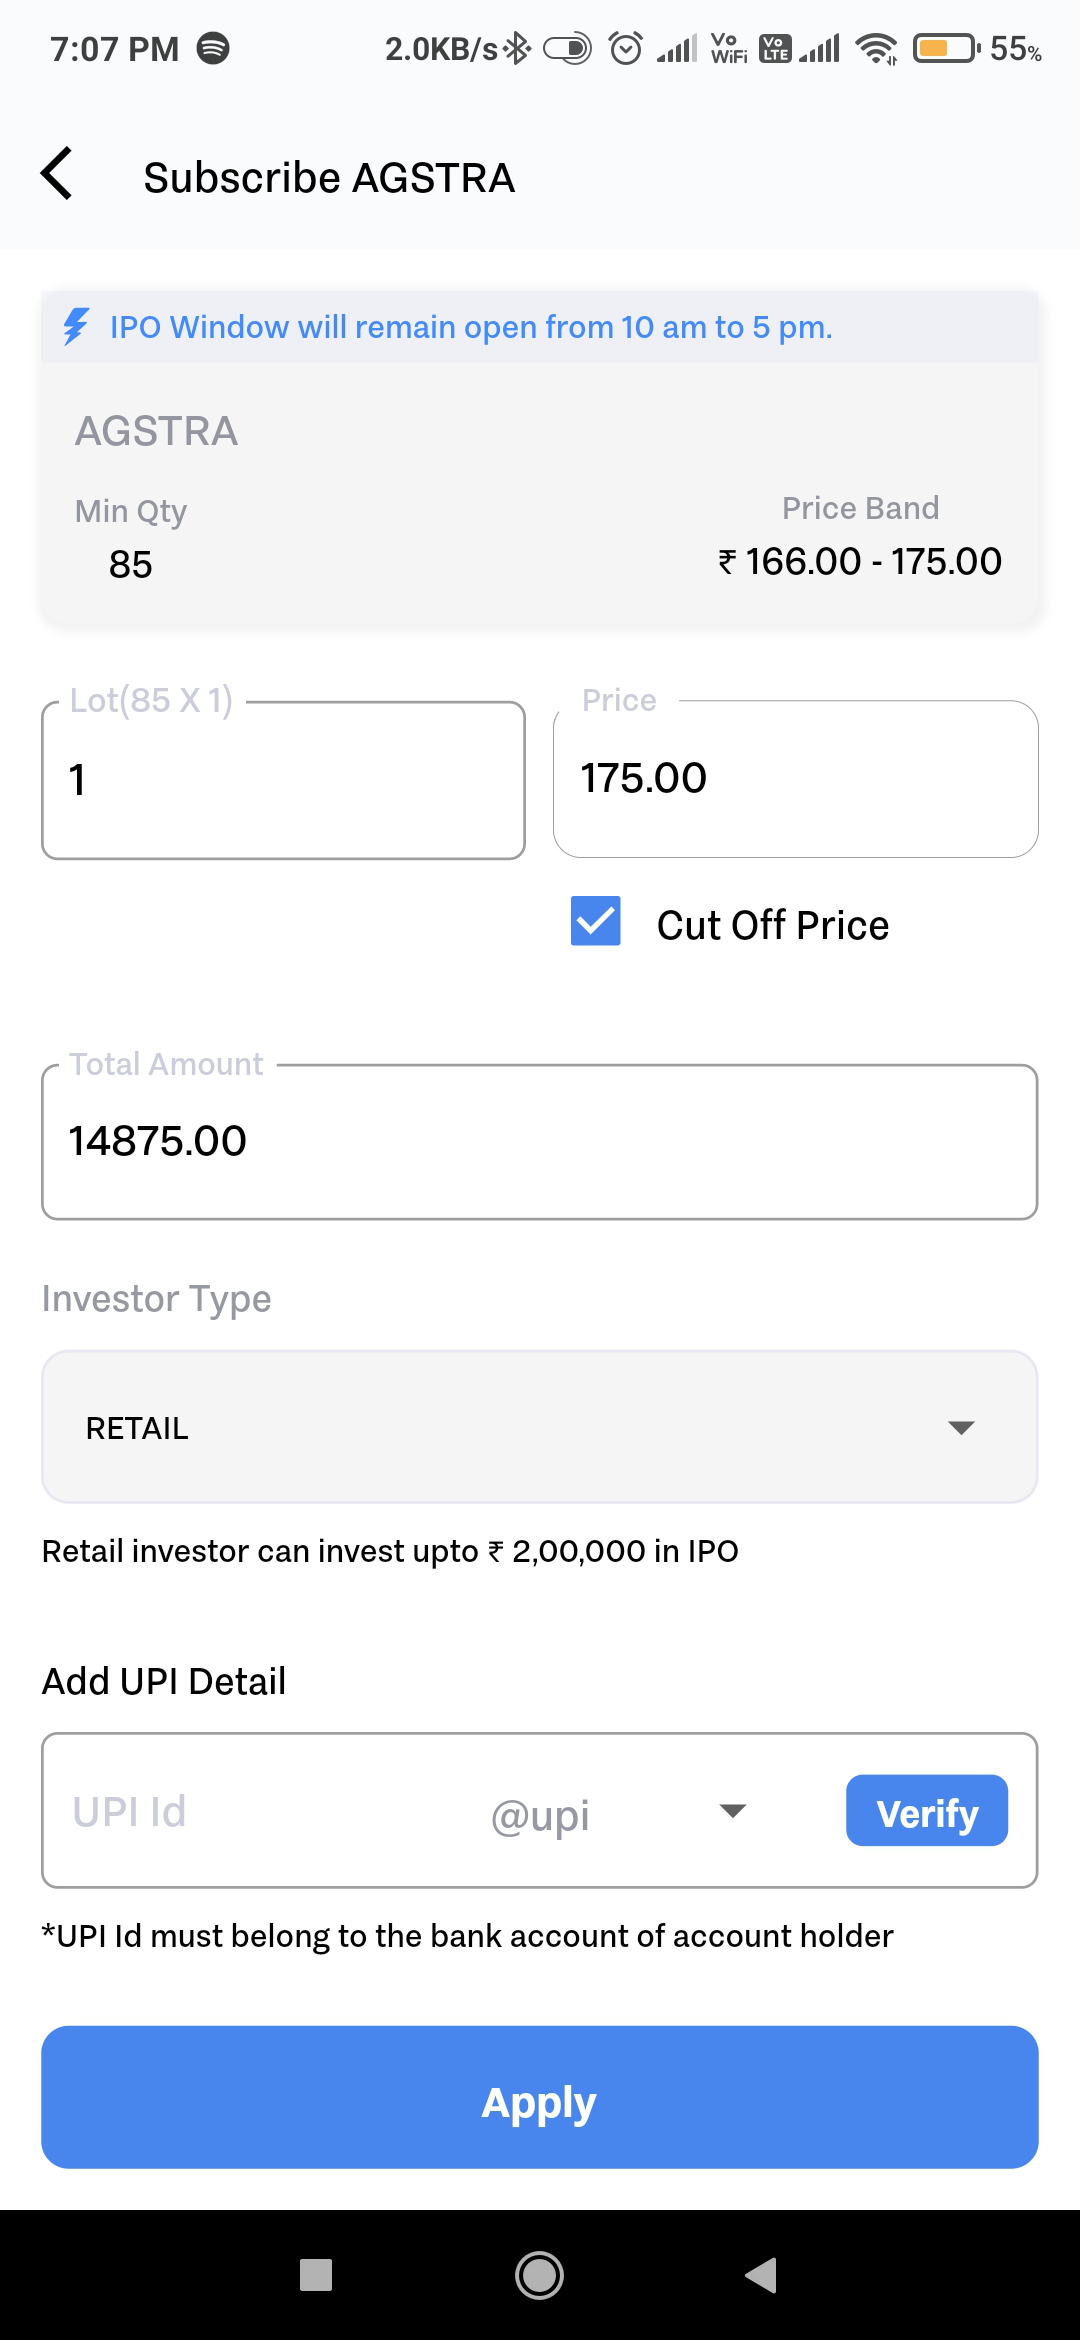 7:07 PM 2.0KB/s Vo WiFi Vo LTE 55%
Subscribe AGSTRA
IPO Window will remain open from 10 am to 5 pm.
AGSTRA
Min Qty Price Band
85 ₹ 166.00 - 175.00
Lot(85 X 1) Price
1 175.00
Cut Off Price
Total Amount
14875.00
Investor Type
RETAIL
Retail investor can invest upto ₹ 2,00,000 in IPO
Add UPI Detail
UPI Id @upi Verify
*UPI Id must belong to the bank account of account holder
Apply